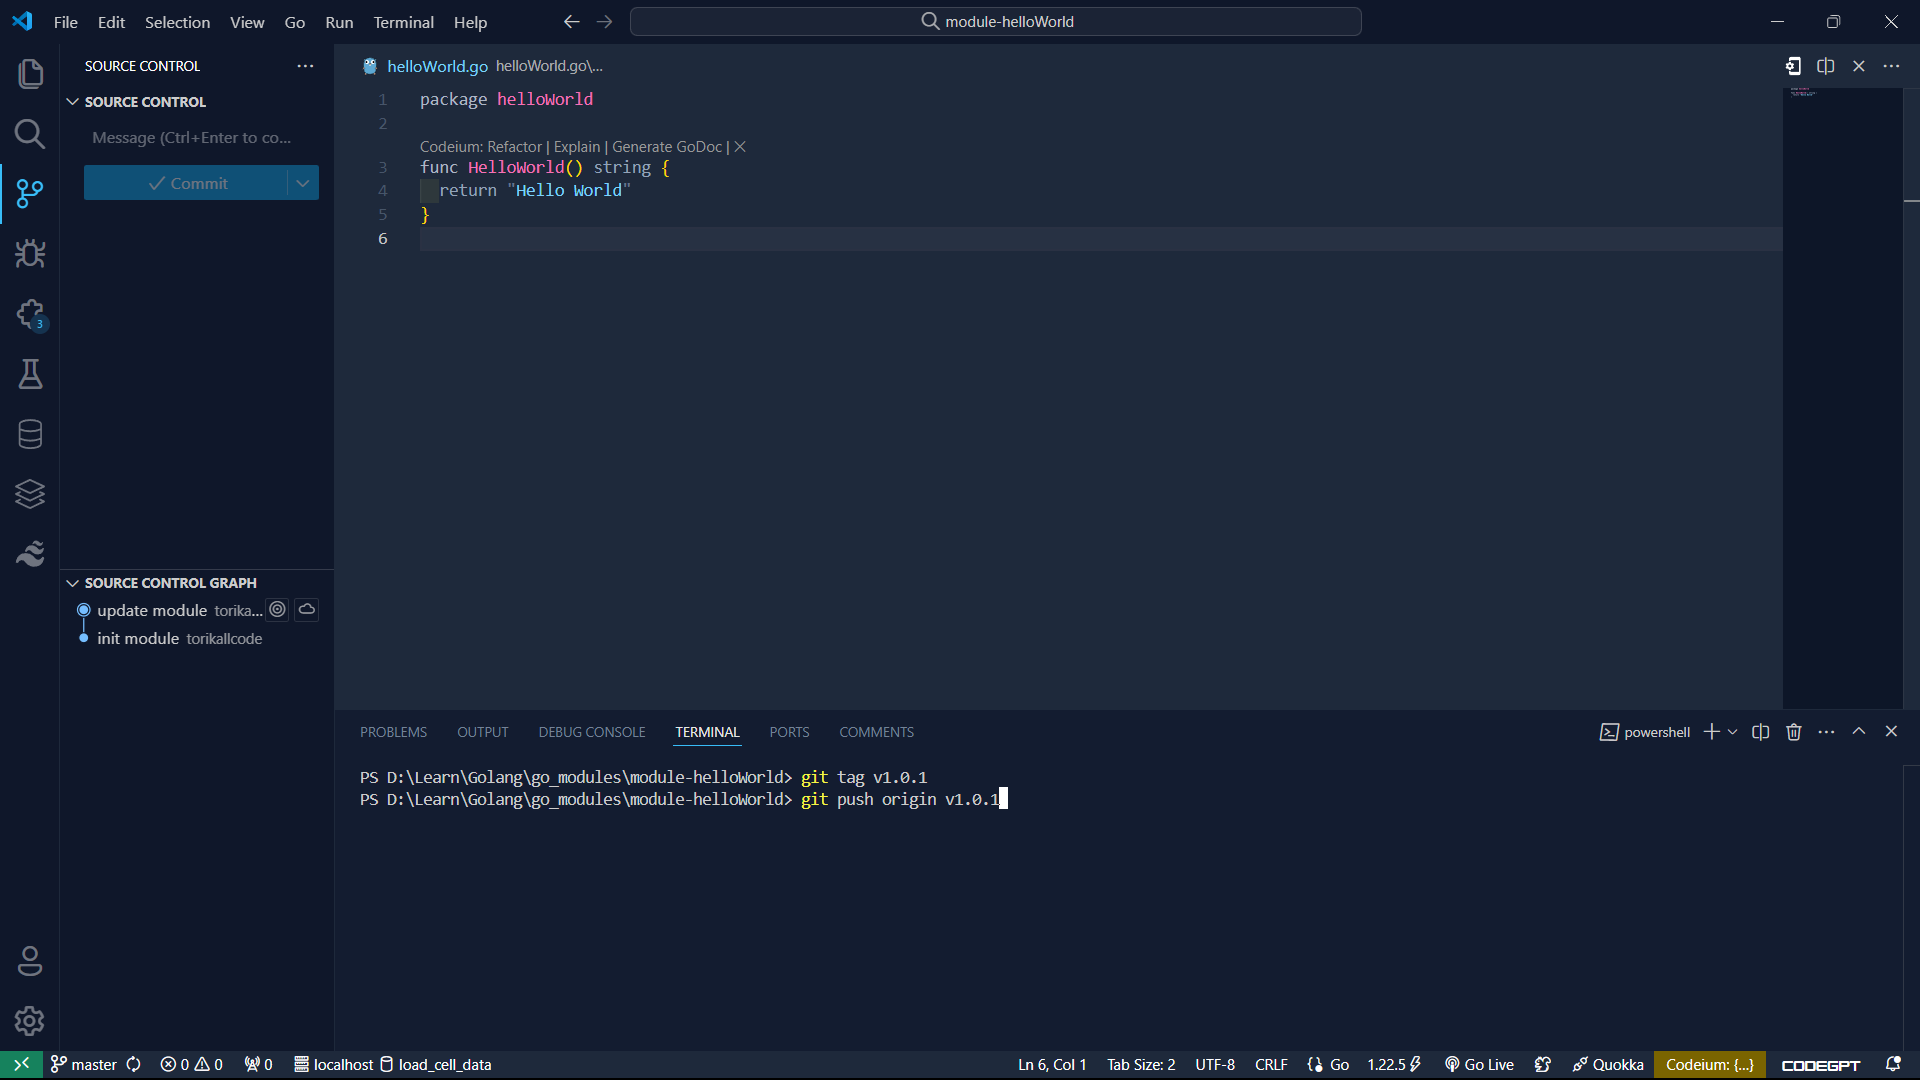 File Edit Selection View Go Run Terminal Help
module-helloWorld
SOURCE CONTROL
SOURCE CONTROL
Message (Ctrl+Enter to co...
Commit
3
SOURCE CONTROL GRAPH
update module torika...
init module torikallcode
helloWorld.go helloWorld.go\...
1 package helloWorld
2
Codeium: Refactor | Explain | Generate GoDoc | X
3 func HelloWorld() string {
4 return "Hello World"
5 }
6
PROBLEMS OUTPUT DEBUG CONSOLE TERMINAL PORTS COMMENTS
powershell
PS D:\Learn\Golang\go_modules\module-helloWorld> git tag v1.0.1
PS D:\Learn\Golang\go_modules\module-helloWorld> git push origin v1.0.1
master 0 0 0 localhost load_cell_data Ln 6, Col 1 Tab Size: 2 UTF-8 CRLF {} Go 1.22.5 Go Live Quokka Codeium: {...} CODEGPT